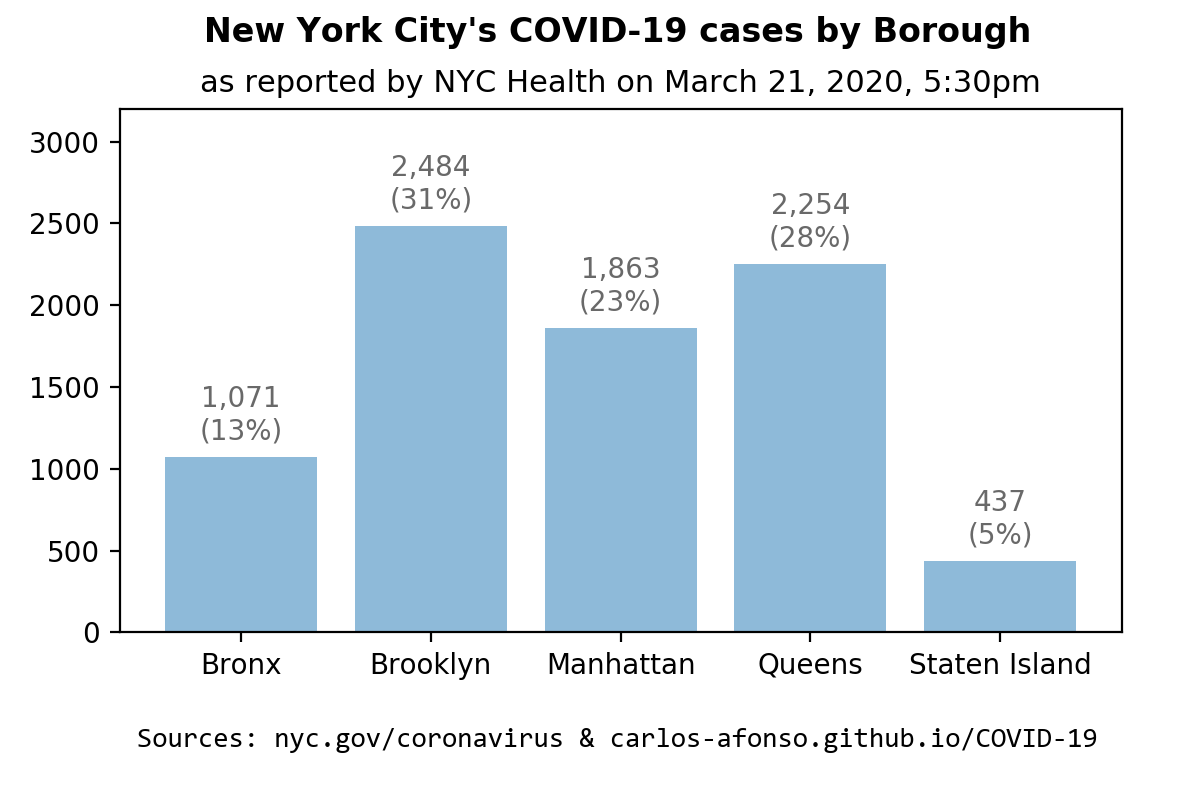 New York City's COVID-19 cases by Borough
as reported by NYC Health on March 21, 2020, 5:30pm
3000
2500
2000
1500
1000
500
0
1,071
(13%)
2,484
(31%)
1,863
(23%)
2,254
(28%)
437
(5%)
Bronx
Brooklyn
Manhattan
Queens
Staten Island
Sources: nyc.gov/coronavirus & carlos-afonso.github.io/COVID-19